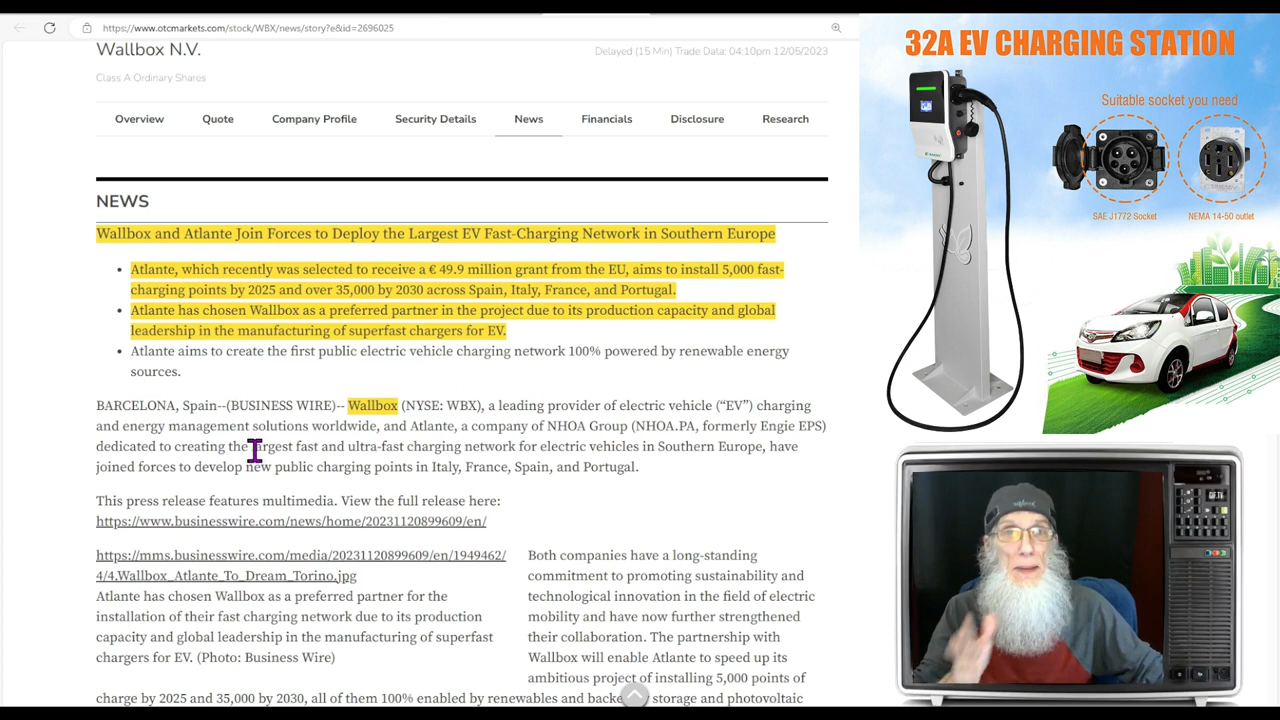 https://www.otcmarkets.com/stock/WBX/news/story?e&id=2696025
Wallbox N.V.
Delayed (15 Min) Trade Data: 04:10pm 12/05/2023
Class A Ordinary Shares
Overview Quote Company Profile Security Details News Financials Disclosure Research
NEWS
Wallbox and Atlante Join Forces to Deploy the Largest EV Fast-Charging Network in Southern Europe
• Atlante, which recently was selected to receive a € 49.9 million grant from the EU, aims to install 5,000 fast-
charging points by 2025 and over 35,000 by 2030 across Spain, Italy, France, and Portugal.
• Atlante has chosen Wallbox as a preferred partner in the project due to its production capacity and global
leadership in the manufacturing of superfast chargers for EV.
• Atlante aims to create the first public electric vehicle charging network 100% powered by renewable energy
sources.
BARCELONA, Spain--(BUSINESS WIRE)-- Wallbox (NYSE: WBX), a leading provider of electric vehicle (“EV”) charging
and energy management solutions worldwide, and Atlante, a company of NHOA Group (NHOA.PA, formerly Engie EPS)
dedicated to creating the largest fast and ultra-fast charging network for electric vehicles in Southern Europe, have
joined forces to develop new public charging points in Italy, France, Spain, and Portugal.
This press release features multimedia. View the full release here:
https://www.businesswire.com/news/home/20231120899609/en/
https://mms.businesswire.com/media/20231120899609/en/1949462/
4/4.Wallbox_Atlante_To_Dream_Torino.jpg
Atlante has chosen Wallbox as a preferred partner for the
installation of their fast charging network due to its production
capacity and global leadership in the manufacturing of superfast
chargers for EV. (Photo: Business Wire)
Both companies have a long-standing
commitment to promoting sustainability and
technological innovation in the field of electric
mobility and have now further strengthened
their collaboration. The partnership with
Wallbox will enable Atlante to speed up its
ambitious project of installing 5,000 points of
charge by 2025 and 35,000 by 2030, all of them 100% enabled by renewables and backe storage and photovoltaic
32A EV CHARGING STATION
Suitable socket you need
SAE J1772 Socket
NEMA 14-50 outlet